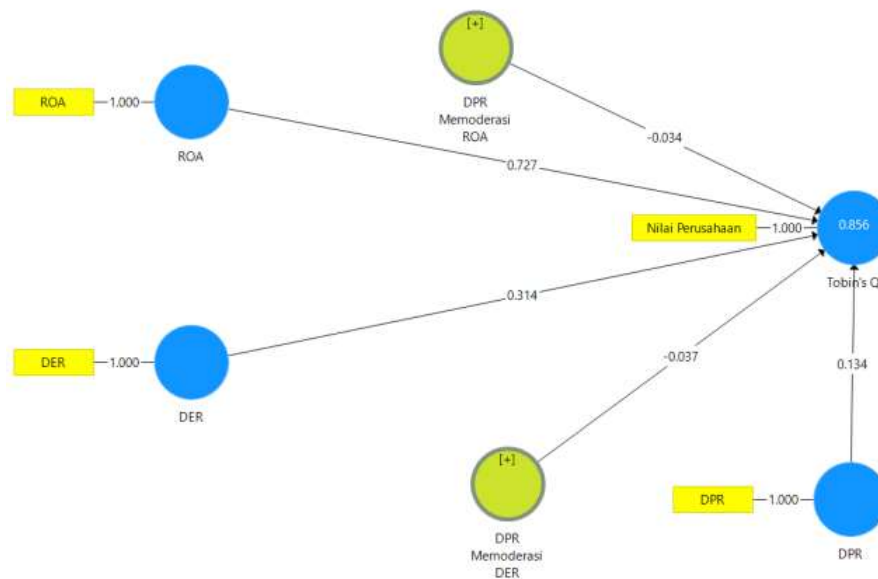 [+]
DPR
Memoderasi
ROA
ROA
1.000
ROA
-0.034
0.727
Nilai Perusahaan
1.000
0.856
Tobin's Q
0.314
DER
1.000
DER
-0.037
0.134
[+]
DPR
Memoderasi
DER
DPR
1.000
DPR